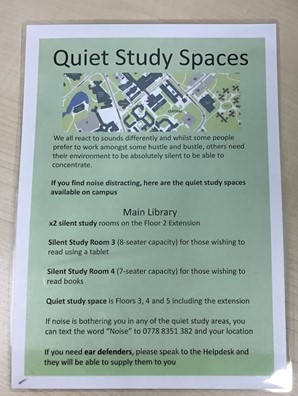 Quiet Study Spaces
We all react to sounds differently and whilst some people
prefer to work amongst some hustle and bustle, others need
their environment to be absolutely silent to be able to
concentrate.
If you find noise distracting, here are the quiet study spaces
available on campus
Main Library
x2 silent study rooms on the Floor 2 Extension
Silent Study Room 3 (8-seater capacity) for those wishing to
read using a tablet
Silent Study Room 4 (7-seater capacity) for those wishing to
read books
Quiet study space is Floors 3, 4 and 5 including the extension
If noise is bothering you in any of the quiet study areas, you
can text the word "Noise" to 0778 8351 382 and your location
If you need ear defenders, please speak to the Helpdesk and
they will be able to supply them to you